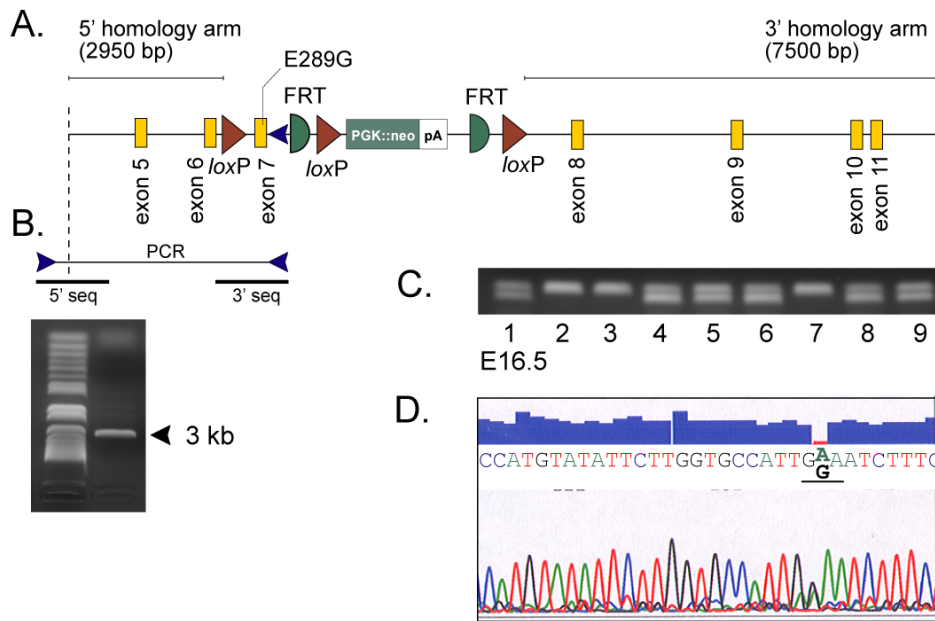 A.
5' homology arm
(2950 bp)
3' homology arm
(7500 bp)
E289G
FRT
FRT
PGK::neo
pA
loxP
loxP
loxP
exon 5
exon 6
exon 7
exon 8
exon 9
exon 10
exon 11
B.
PCR
5' seq
3' seq
3 kb
C.
1 2 3 4 5 6 7 8 9
E16.5
D.
CCATGTATATTCTTGGTGCCATTGAAATCTTTC
G